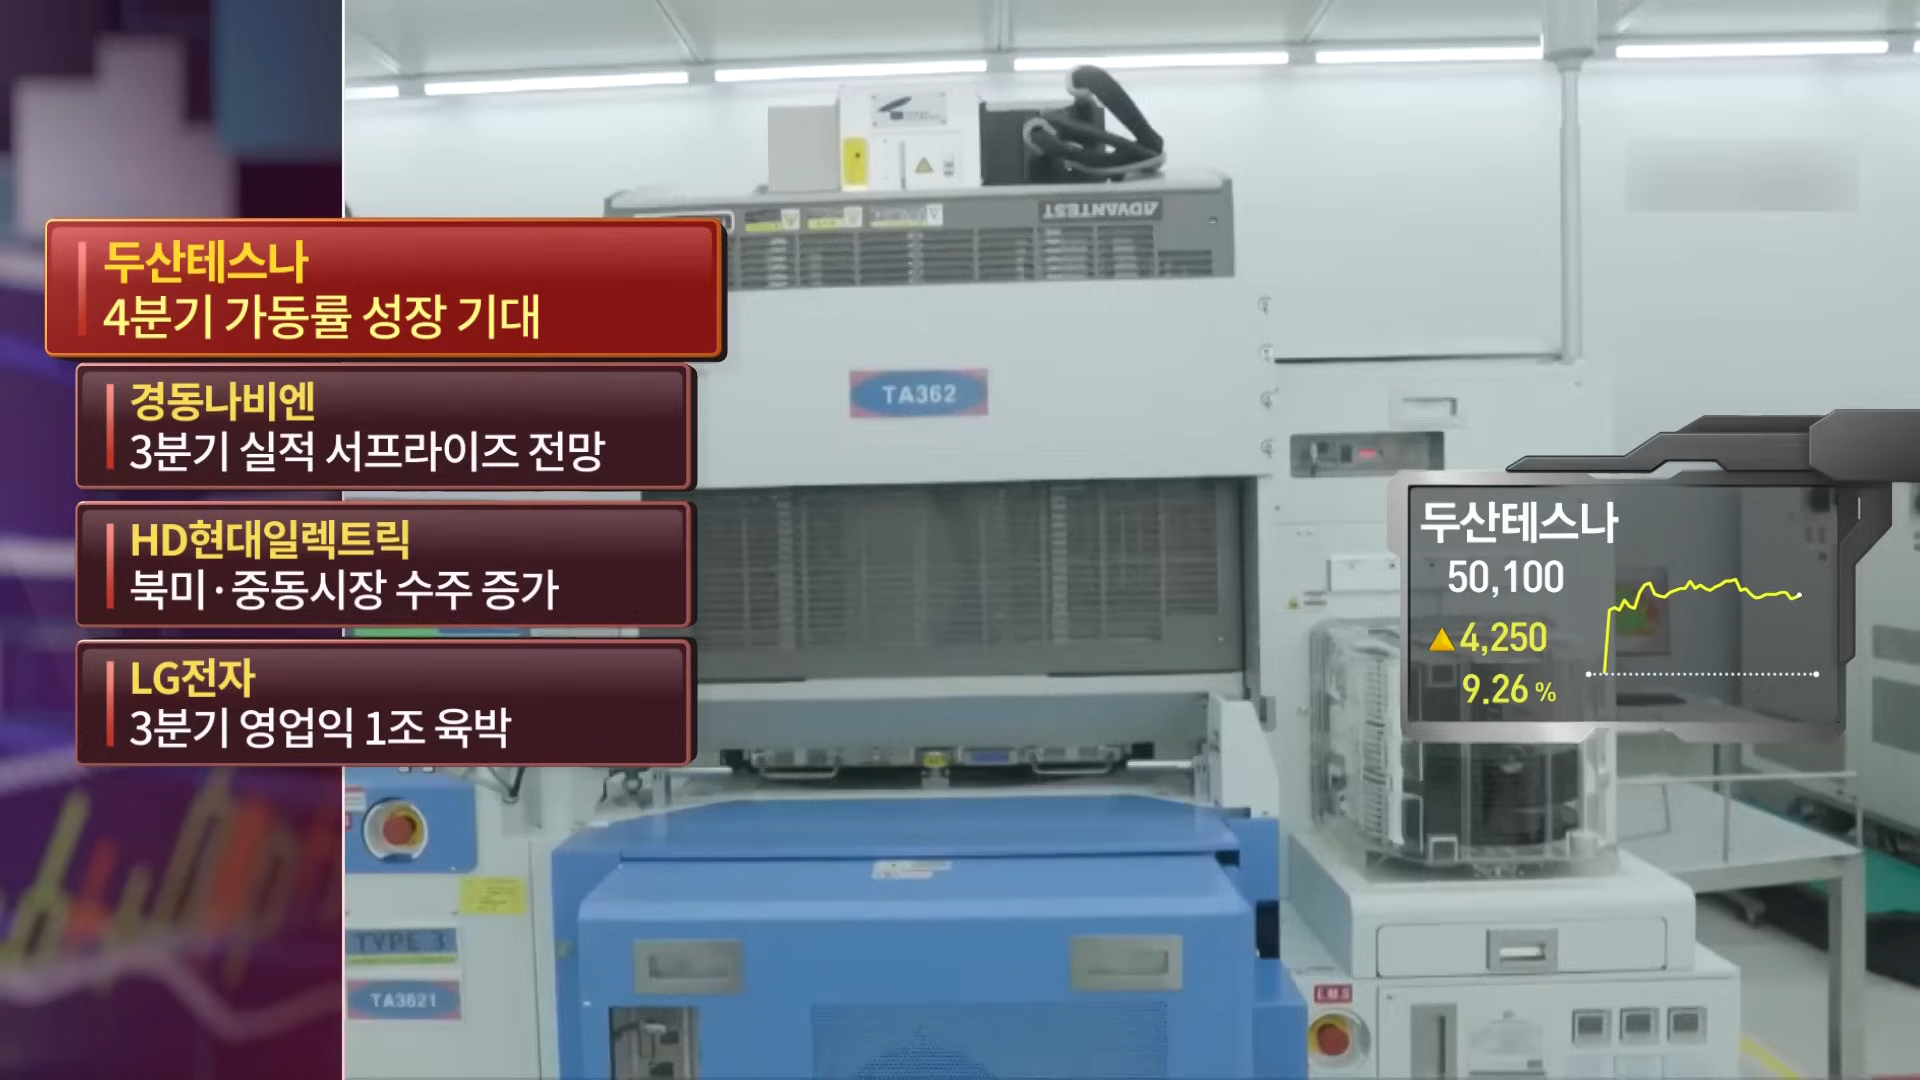 두산테스나
4분기 가동률 성장 기대
경동나비엔
3분기 실적 서프라이즈 전망
HD현대일렉트릭
북미·중동시장 수주 증가
LG전자
3분기 영업익 1조 육박
두산테스나
50,100
▲4,250
9.26 %
ADVANTEST
TA362
TYPE 3
TA3621
LMS